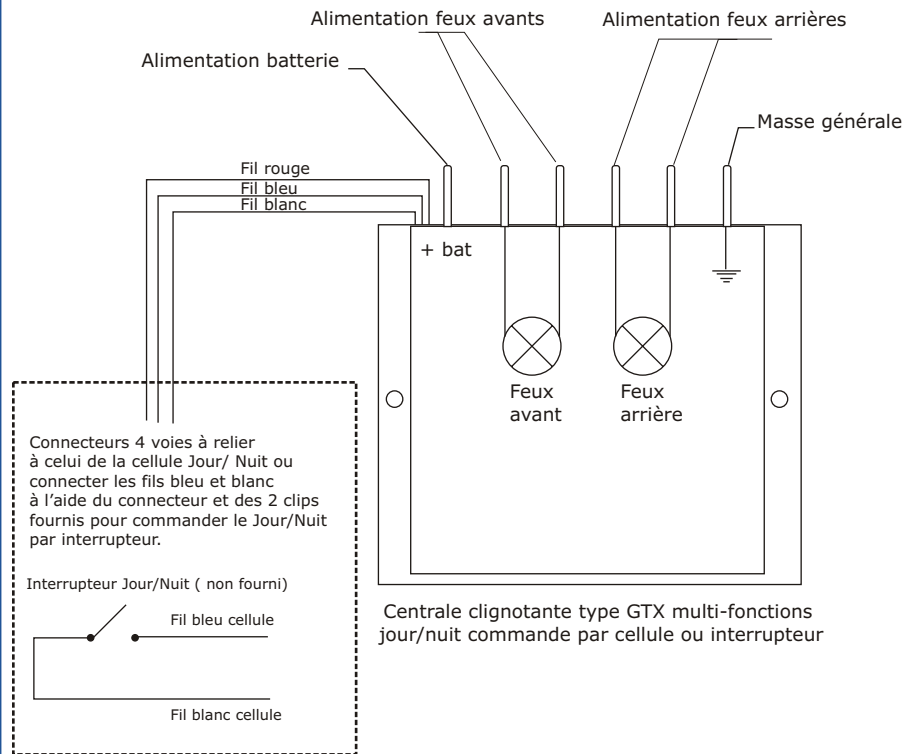 Alimentation feux avants
Alimentation feux arrières
Alimentation batterie
Masse générale
Fil rouge
Fil bleu
Fil blanc
+ bat
Feux
avant
Feux
arrière
Connecteurs 4 voies à relier
à celui de la cellule Jour/ Nuit ou
connecter les fils bleu et blanc
à l'aide du connecteur et des 2 clips
fournis pour commander le Jour/Nuit
par interrupteur.
Interrupteur Jour/Nuit ( non fourni)
Fil bleu cellule
Fil blanc cellule
Centrale clignotante type GTX multi-fonctions
jour/nuit commande par cellule ou interrupteur